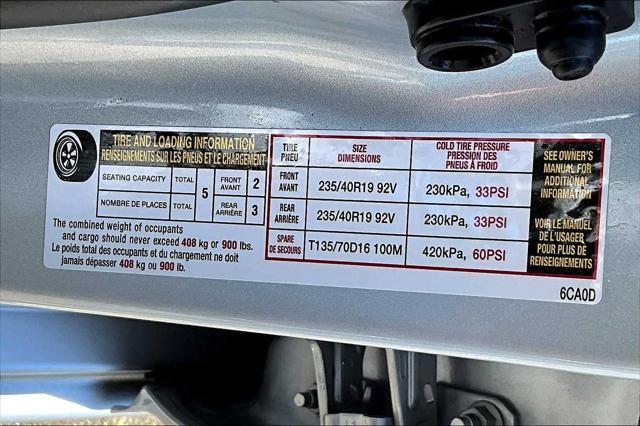 TIRE AND LOADING INFORMATION
RENSEIGNEMENTS SUR LES PNEUS ET LE CHARGEMENT
SEATING CAPACITY TOTAL 5 FRONT AVANT 2
NOMBRE DE PLACES TOTAL REAR ARRIÈRE 3
The combined weight of occupants
and cargo should never exceed 408 kg or 900 lbs.
Le poids total des occupants et du chargement ne doit
jamais dépasser 408 kg ou 900 lb.
TIRE
PNEU
SIZE
DIMENSIONS
COLD TIRE PRESSURE
PRESSION DES
PNEUS À FROID
FRONT
AVANT
235/40R19 92V
230kPa, 33PSI
REAR
ARRIÈRE
235/40R19 92V
230kPa, 33PSI
SPARE
DE SECOURS
T135/70D16 100M
420kPa, 60PSI
SEE OWNER'S
MANUAL FOR
ADDITIONAL
INFORMATION
VOIR LE MANUEL
DE L'USAGER
POUR PLUS DE
RENSEIGNEMENTS
6CA0D